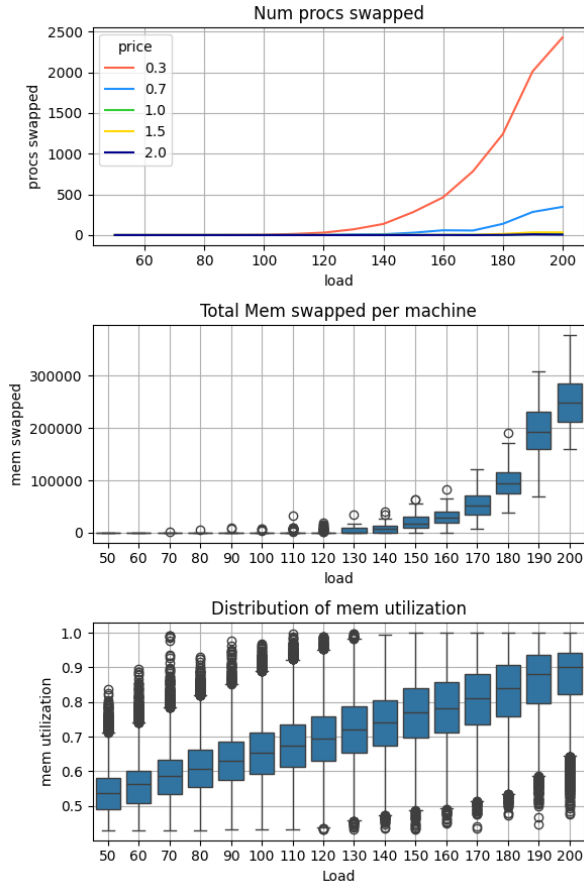 Num procs swapped
2500
2000
1500
1000
500
0
procs swapped
price
0.3
0.7
1.0
1.5
2.0
60 80 100 120 140 160 180 200
load
Total Mem swapped per machine
300000
200000
100000
0
mem swapped
50 60 70 80 90 100 110 120 130 140 150 160 170 180 190 200
load
Distribution of mem utilization
1.0
0.9
0.8
0.7
0.6
0.5
mem utilization
50 60 70 80 90 100 110 120 130 140 150 160 170 180 190 200
Load